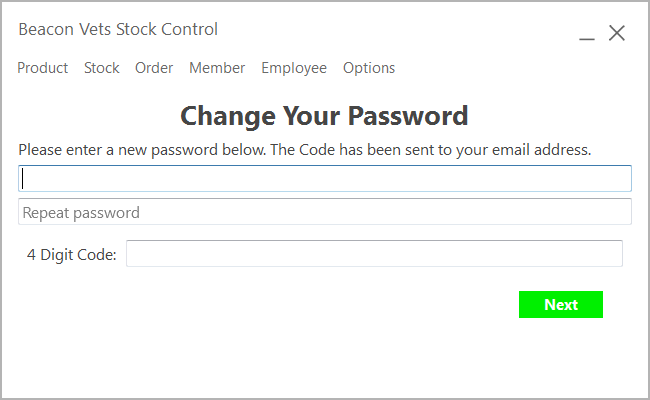 Beacon Vets Stock Control
Product Stock Order Member Employee Options
Change Your Password
Please enter a new password below. The Code has been sent to your email address.
Repeat password
4 Digit Code:
Next